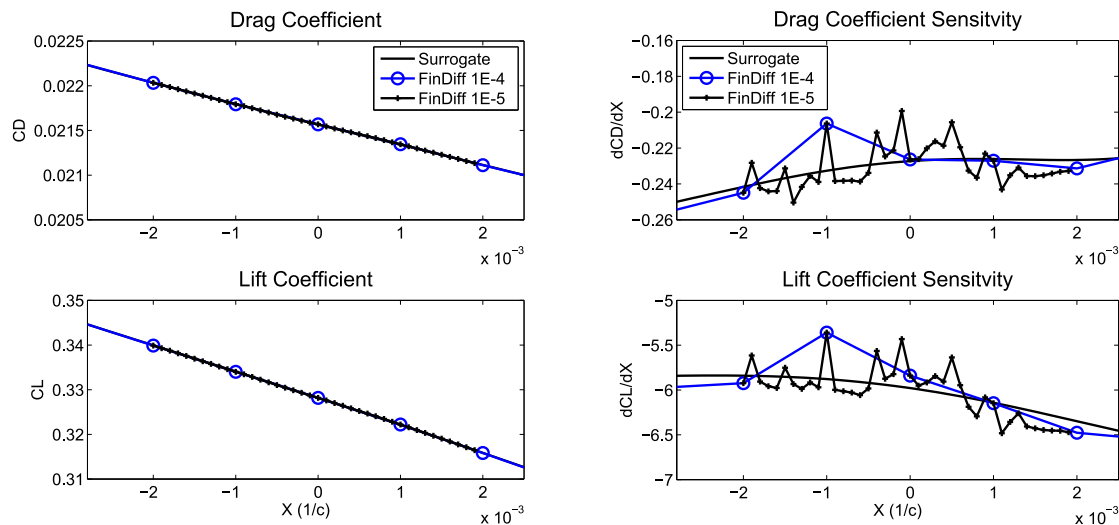 Drag Coefficient
0.0225
0.022
0.0215
0.021
0.0205
CD
Surrogate
FinDiff 1E-4
FinDiff 1E-5
−2 −1 0 1 2
x 10−3
Drag Coefficient Sensitvity
−0.16
−0.18
−0.2
−0.22
−0.24
−0.26
dCD/dX
Surrogate
FinDiff 1E-4
FinDiff 1E-5
−2 −1 0 1 2
x 10−3
Lift Coefficient
0.35
0.34
0.33
0.32
0.31
CL
−2 −1 0 1 2
X (1/c)
x 10−3
Lift Coefficient Sensitvity
−5
−5.5
−6
−6.5
−7
dCL/dX
−2 −1 0 1 2
X (1/c)
x 10−3